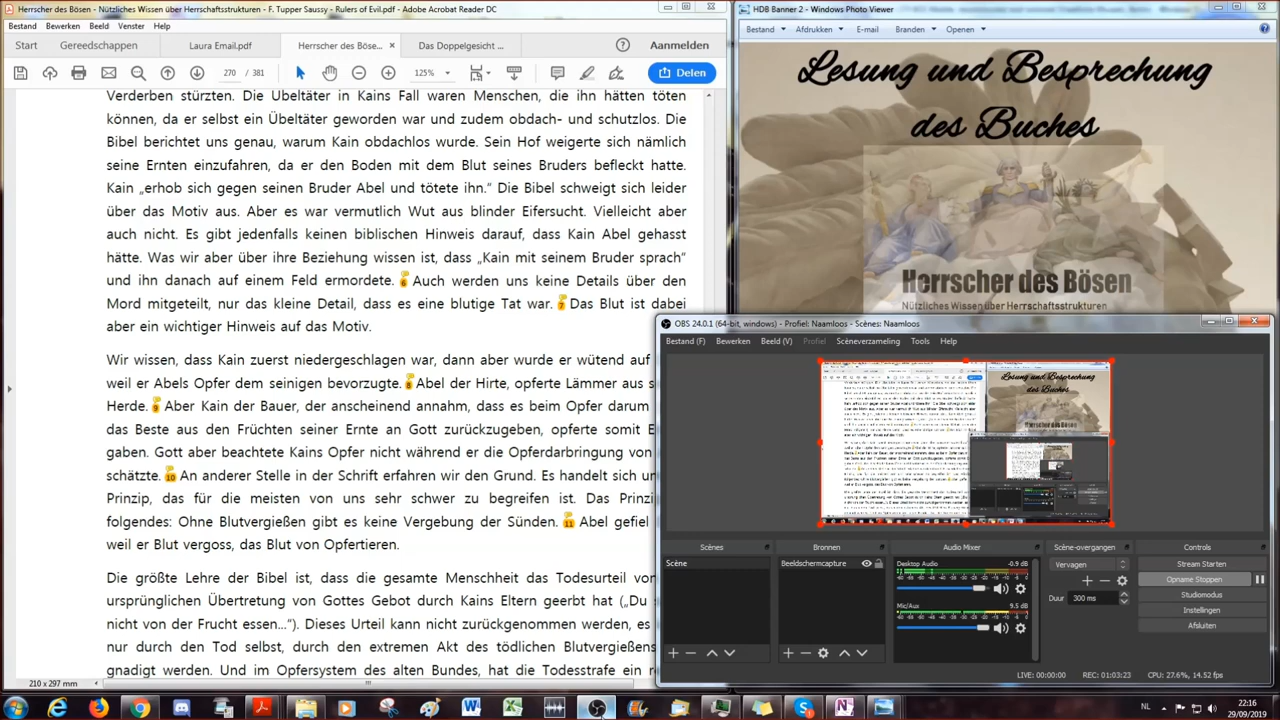 Herrscher des Bösen - Nützliches Wissen über Herrschaftsstrukturen - F. Tupper Saussy - Rulers of Evil.pdf - Adobe Acrobat Reader DC
Bestand Bewerken Beeld Venster Help
Start Gereedschappen Laura Email.pdf Herrscher des Böse... × Das Doppelgesicht ... Aanmelden
270 / 381 125% Delen
Verderben stürzten. Die Übeltäter in Kains Fall waren Menschen, die ihn hätten töten
können, da er selbst ein Übeltäter geworden war und zudem obdach- und schutzlos. Die
Bibel berichtet uns genau, warum Kain obdachlos wurde. Sein Hof weigerte sich nämlich
seine Ernten einzufahren, da er den Boden mit dem Blut seines Bruders befleckt hatte.
Kain „erhob sich gegen seinen Bruder Abel und tötete ihn.“ Die Bibel schweigt sich leider
über das Motiv aus. Aber es war vermutlich Wut aus blinder Eifersucht. Vielleicht aber
auch nicht. Es gibt jedenfalls keinen biblischen Hinweis darauf, dass Kain Abel gehasst
hätte. Was wir aber über ihre Beziehung wissen ist, dass „Kain mit seinem Bruder sprach“
und ihn danach auf einem Feld ermordete. 6 Auch werden uns keine Details über den
Mord mitgeteilt, nur das kleine Detail, dass es eine blutige Tat war. 7 Das Blut ist dabei
aber ein wichtiger Hinweis auf das Motiv.
Wir wissen, dass Kain zuerst niedergeschlagen war, dann aber wurde er wütend auf
weil er Abels Opfer dem seinigen bevorzugte. 8 Abel der Hirte, opferte Lämmer aus
Herde. 9 Aber Kain der Bauer, der anscheinend annahm, dass es im Opfer darum
das Beste vom Besten seiner Ernte an Gott zurückzugeben, opferte somit
gaben. Gott aber achtete Kains Opfer nicht während er die Opferdarbringung von
schätzte. 10 An dieser Stelle in der Schrift erfahren wir das erste Mal. Es handelt sich um
Prinzip, das für die meisten von uns sehr schwer zu begreifen ist. Das Prinzip
folgendes: Ohne Blutvergießen gibt es keine Vergebung der Sünden. 11 Abel gefiel
weil er Blut vergoss, das Blut von Opfertieren.
Die größte Lehre der Bibel ist, dass die gesamte Menschheit das Todesurteil
ursprünglichen Übertretung von Gottes Gebot durch Kains Eltern geerbt hat („Du
nicht von der Frucht essen...“). Dieses Urteil kann nicht zurückgenommen werden, es
nur durch den Tod selbst, durch den extremen Akt des tödlichen Blutvergießens
gnadigt werden. Und im Opfersystem des alten Bundes, hat die Todesstrafe ein
210 x 297 mm
HDB Banner 2 - Windows Photo Viewer
Bestand Afdrukken E-mail Branden Openen
Lesung und Besprechung
des Buches
Herrscher des Bösen
Nützliches Wissen über Herrschaftsstrukturen
OBS 24.0.1 (64-bit, windows) - Profiel: Naamloos - Scènes: Naamloos
Bestand (F) Bewerken Beeld (V) Profiel Scèneverzameling Tools Help
Scènes Bronnen Audio Mixer Scène-overgangen Controls
Scène
Beeldschermcapture
Desktop Audio -0.9 dB
Mic/Aux 9.5 dB
Vervagen
Duur 300 ms
Stream Starten
Opname Stoppen
Studiomodus
Instellingen
Afsluiten
LIVE: 00:00:00 REC: 01:03:23 CPU: 27.6%, 14.52 fps
NL 22:16
29/09/2019